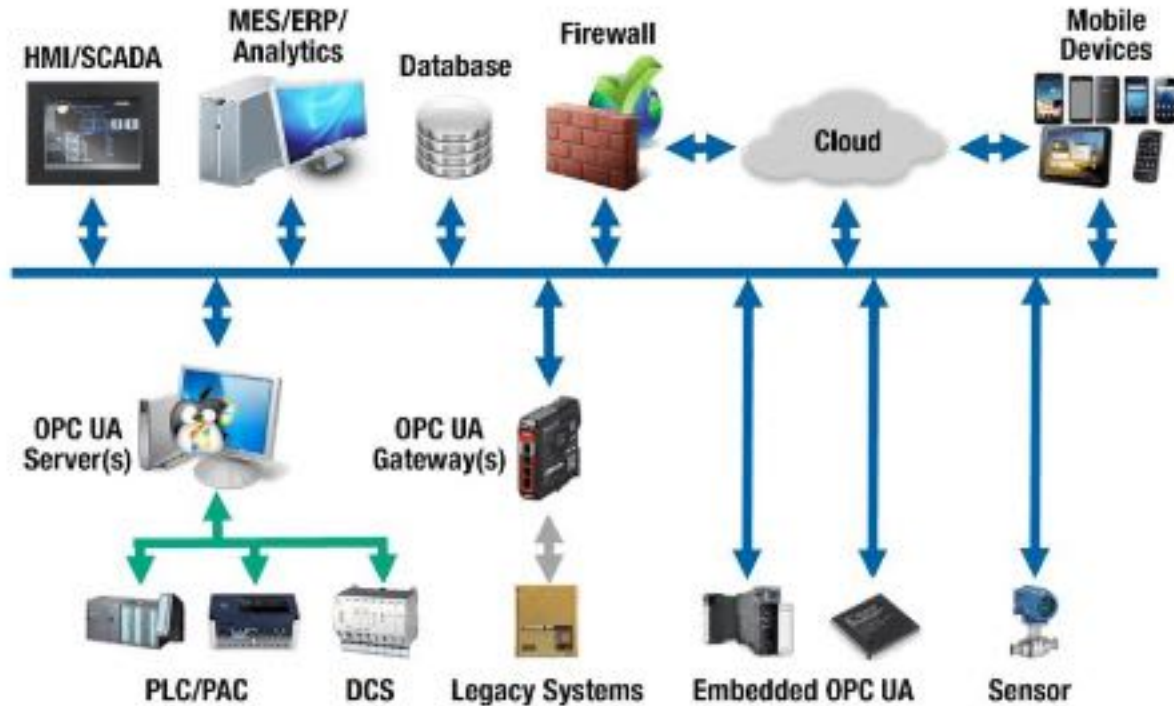 HMI/SCADA
MES/ERP/
Analytics
Database
Firewall
Cloud
Mobile
Devices
OPC UA
Server(s)
OPC UA
Gateway(s)
PLC/PAC
DCS
Legacy Systems
Embedded OPC UA
Sensor